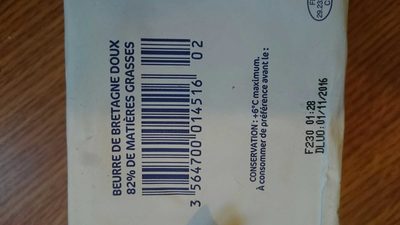 BEURRE DE BRETAGNE DOUX
82% DE MATIÈRES GRASSES
02
3 564700 014516
CONSERVATION : +6°C maximum.
À consommer de préférence avant le :
F230 01:28
DLUO:01/11/2016